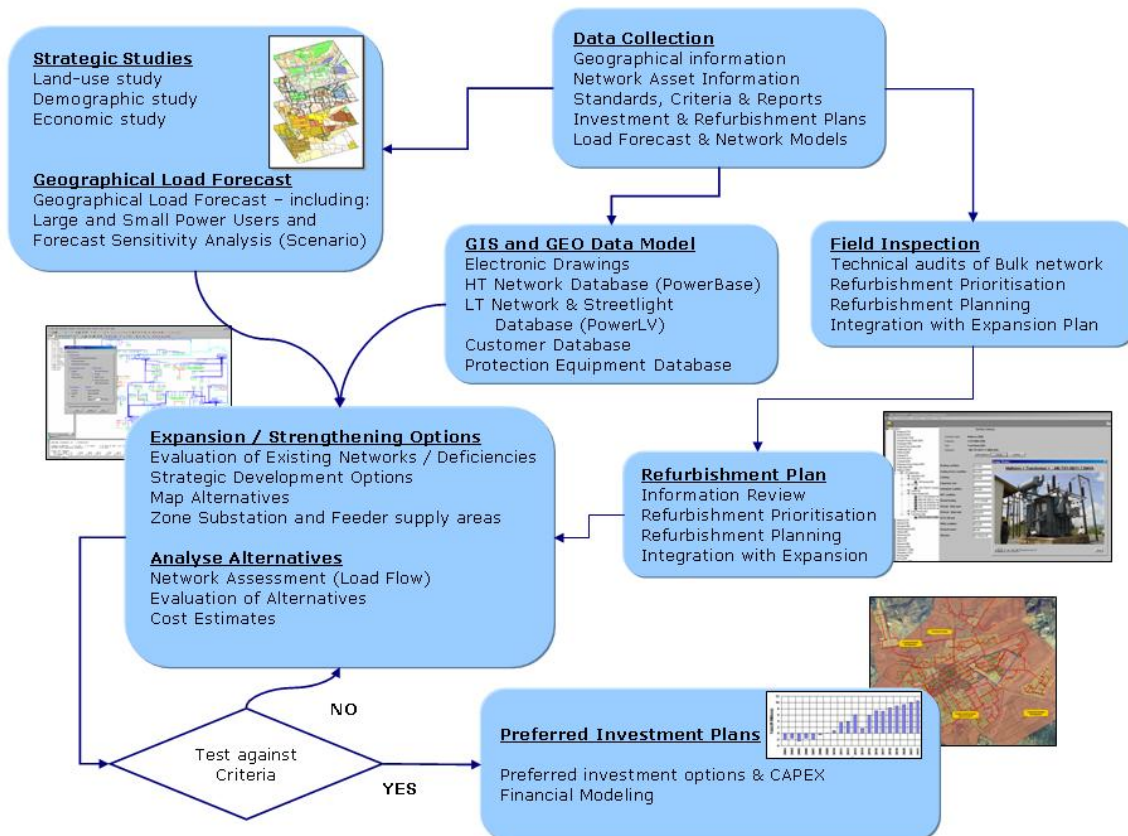 Strategic Studies
Land-use study
Demographic study
Economic study
Geographical Load Forecast
Geographical Load Forecast – including:
Large and Small Power Users and
Forecast Sensitivity Analysis (Scenario)
Data Collection
Geographical information
Network Asset Information
Standards, Criteria & Reports
Investment & Refurbishment Plans
Load Forecast & Network Models
GIS and GEO Data Model
Electronic Drawings
HT Network Database (PowerBase)
LT Network & Streetlight
Database (PowerLV)
Customer Database
Protection Equipment Database
Field Inspection
Technical audits of Bulk network
Refurbishment Prioritisation
Refurbishment Planning
Integration with Expansion Plan
Expansion / Strengthening Options
Evaluation of Existing Networks / Deficiencies
Strategic Development Options
Map Alternatives
Zone Substation and Feeder supply areas
Analyse Alternatives
Network Assessment (Load Flow)
Evaluation of Alternatives
Cost Estimates
Refurbishment Plan
Information Review
Refurbishment Prioritisation
Refurbishment Planning
Integration with Expansion
NO
Test against
Criteria
YES
Preferred Investment Plans
Preferred investment options & CAPEX
Financial Modeling